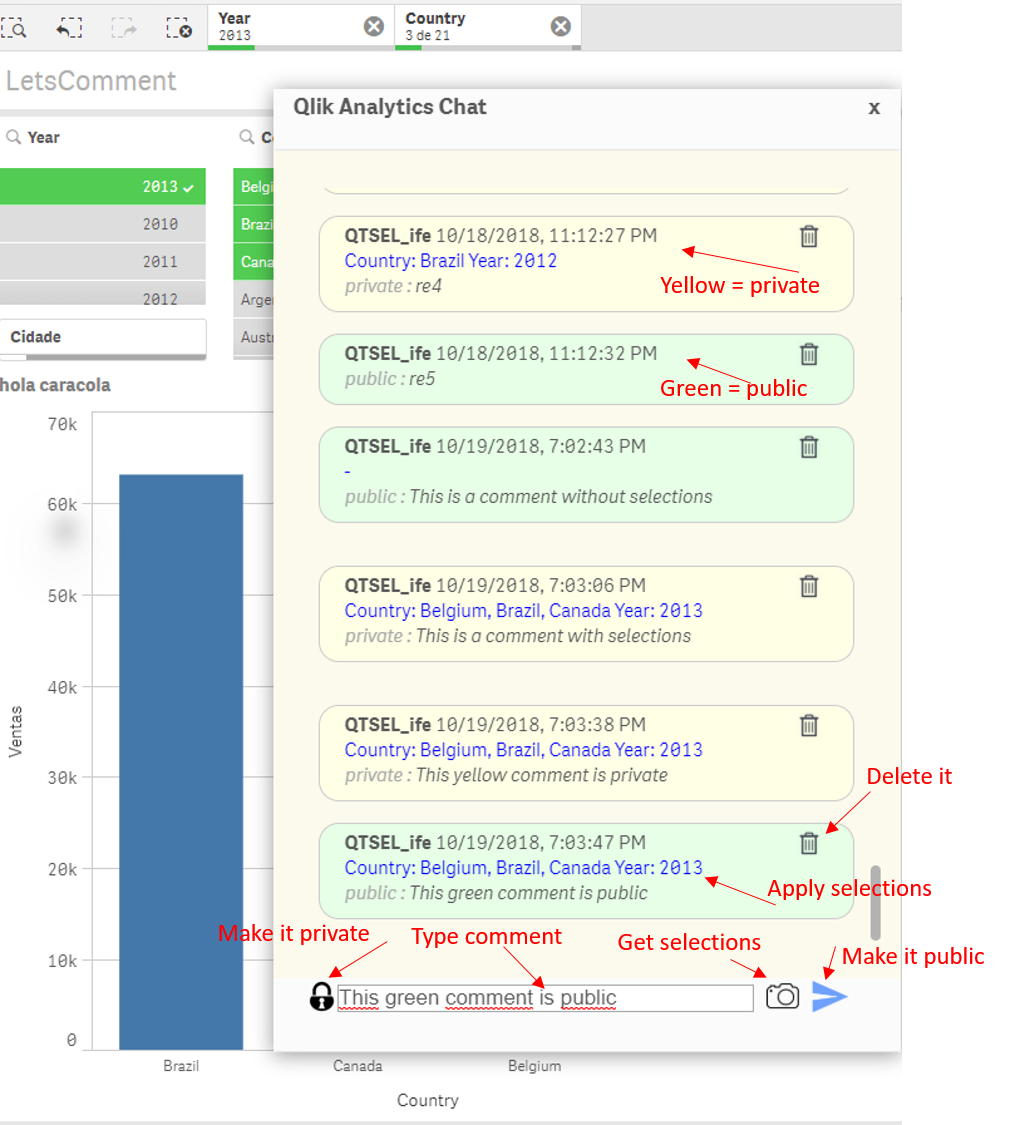 Year
2013
Country
3 de 21
LetsComment
Qlik Analytics Chat
x
Year
C
2013
2010
2011
2012
Belgi
Brazi
Cana
Arge
Austr
Cidade
hola caracola
70k
60k
50k
40k
30k
20k
10k
0
Ventas
Brazil
Canada
Belgium
Country
QTSEL_ife 10/18/2018, 11:12:27 PM
Country: Brazil Year: 2012
private : re4
Yellow = private
QTSEL_ife 10/18/2018, 11:12:32 PM
public : re5
Green = public
QTSEL_ife 10/19/2018, 7:02:43 PM
-
public : This is a comment without selections
QTSEL_ife 10/19/2018, 7:03:06 PM
Country: Belgium, Brazil, Canada Year: 2013
private : This is a comment with selections
QTSEL_ife 10/19/2018, 7:03:38 PM
Country: Belgium, Brazil, Canada Year: 2013
private : This yellow comment is private
Delete it
QTSEL_ife 10/19/2018, 7:03:47 PM
Country: Belgium, Brazil, Canada Year: 2013
public : This green comment is public
Apply selections
Make it private
Type comment
Get selections
Make it public
This green comment is public